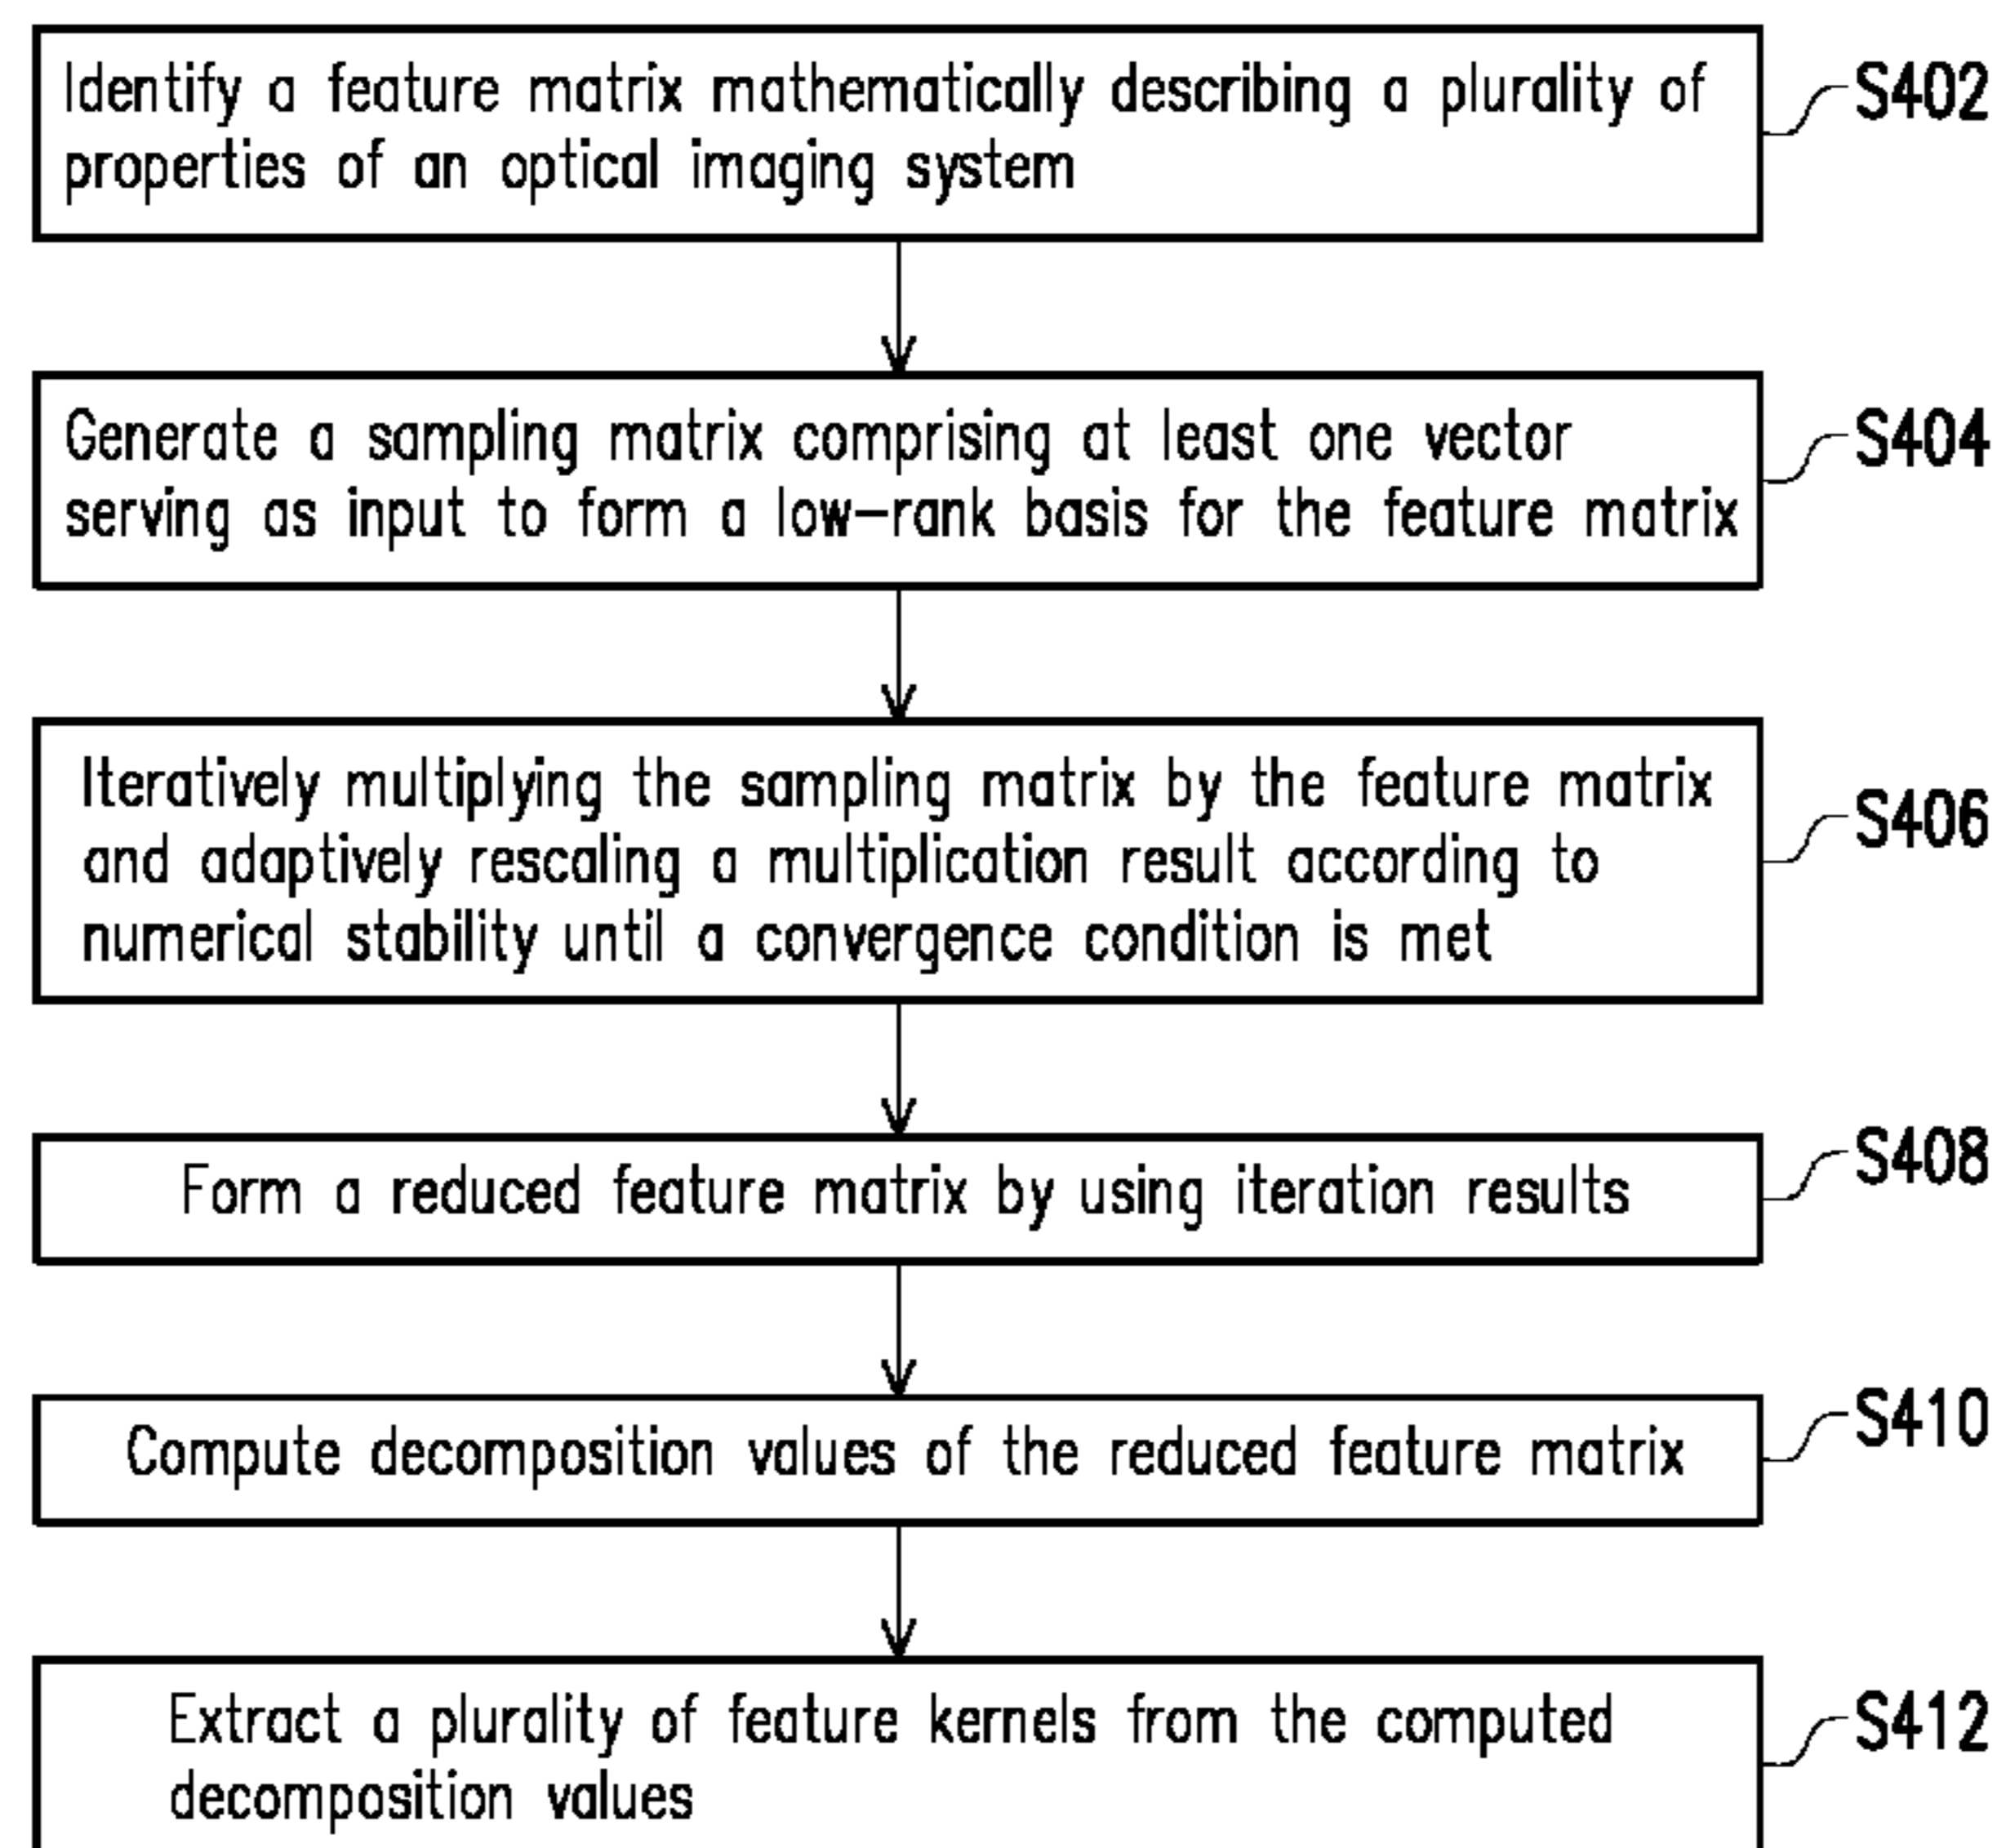 Identify a feature matrix mathematically describing a plurality of
properties of an optical imaging system
S402
Generate a sampling matrix comprising at least one vector
serving as input to form a low-rank basis for the feature matrix
S404
Iteratively multiplying the sampling matrix by the feature matrix
and adaptively rescaling a multiplication result according to
numerical stability until a convergence condition is met
S406
Form a reduced feature matrix by using iteration results
S408
Compute decomposition values of the reduced feature matrix
S410
Extract a plurality of feature kernels from the computed
decomposition values
S412